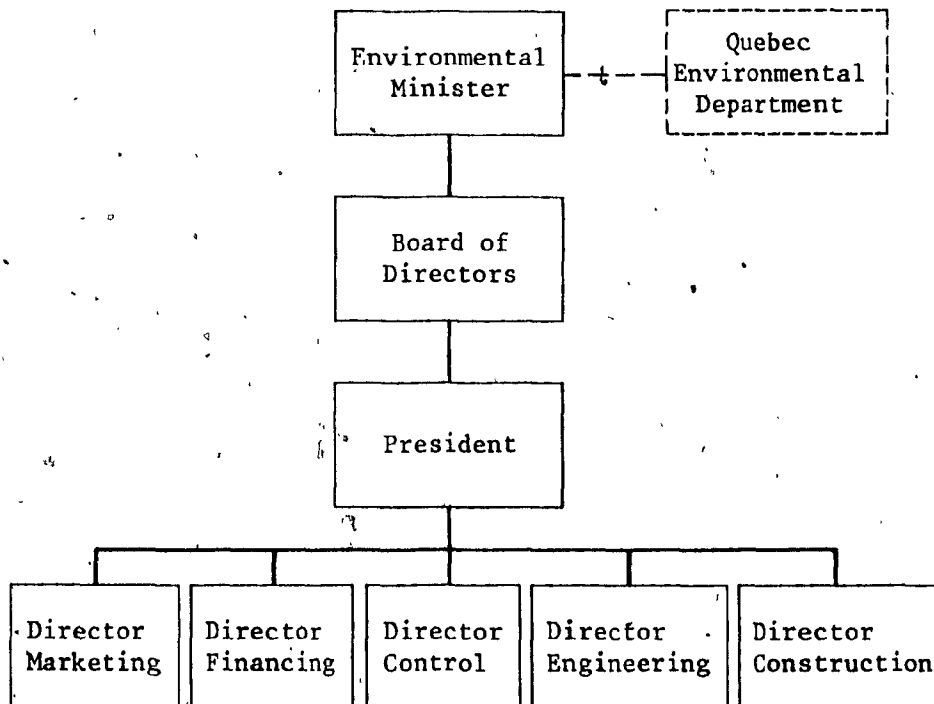 Environmental
Minister
Quebec
Environmental
Department
Board of
Directors
President
Director
Marketing
Director
Financing
Director
Control
Director
Engineering
Director
Construction